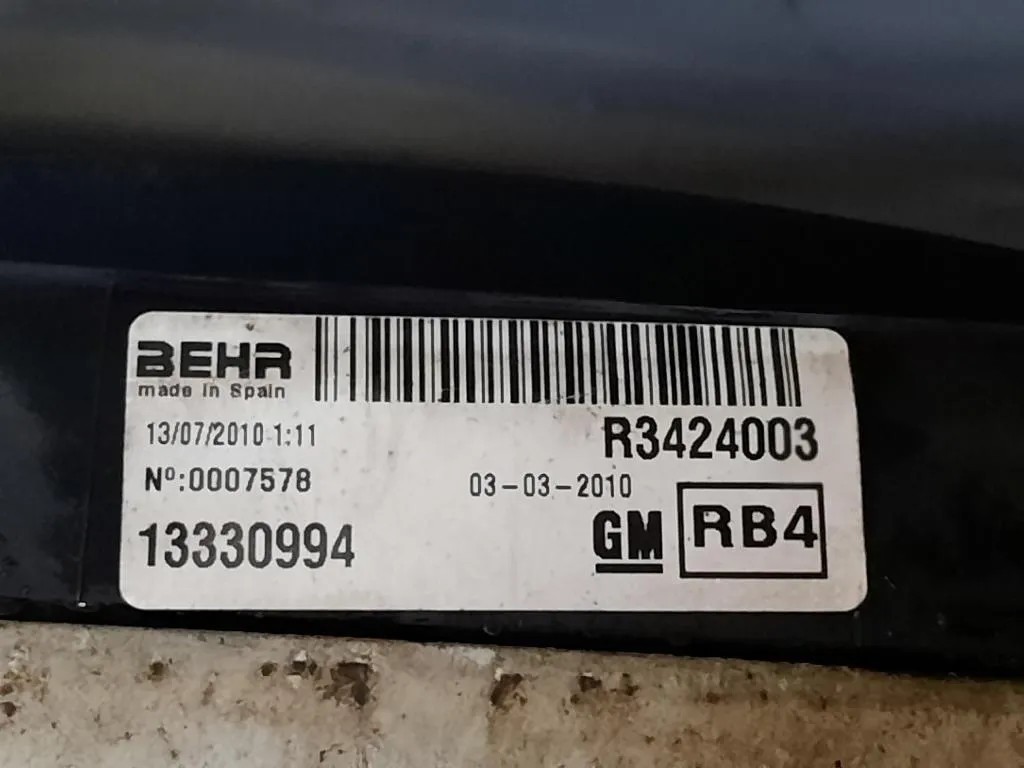 BEHR
made in Spain
13/07/2010 1:11
R3424003
Nº:0007578
03-03-2010
13330994
GM
RB4